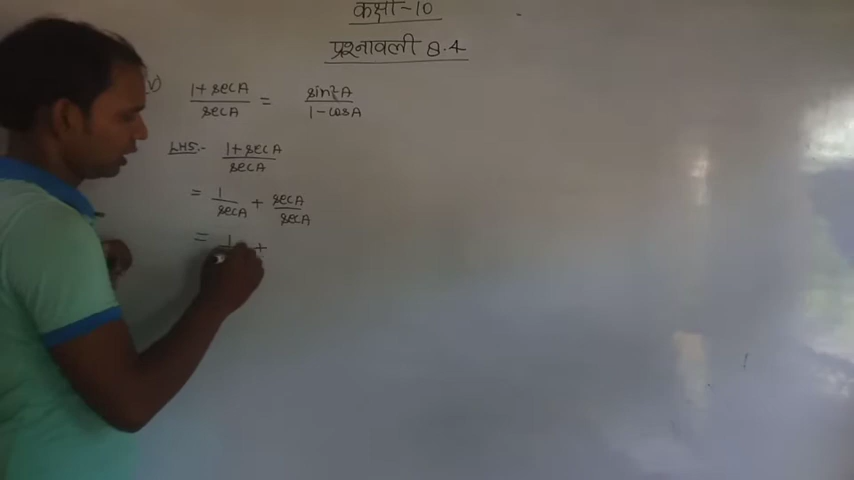 कक्षा-10
प्रश्नावली 8.4
v) (1+secA)/secA = sin²A/(1-cosA)
LHS:- (1+secA)/secA
= 1/secA + secA/secA
= 1/ +